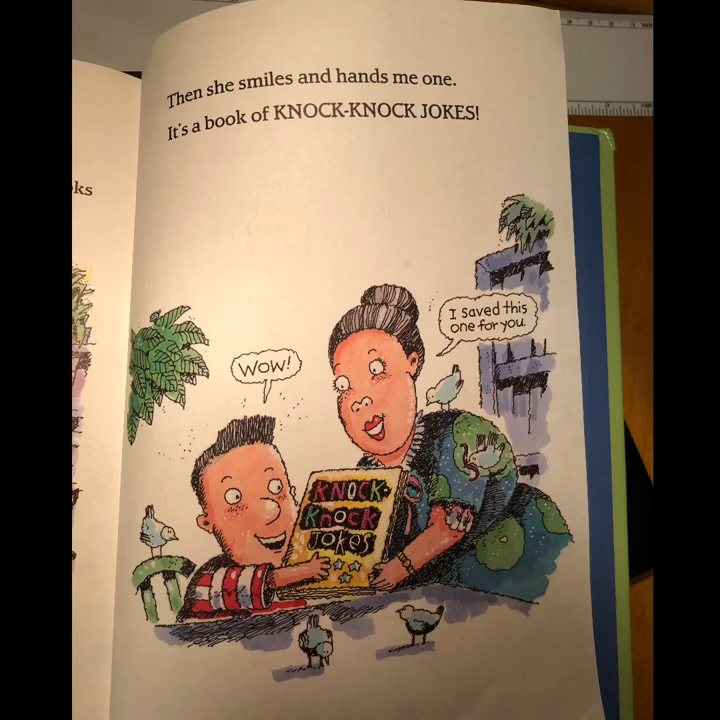 Then she smiles and hands me one.
It's a book of KNOCK-KNOCK JOKES!
I saved this
one for you.
WOW!
KNOCK-
KNOCK
JOKES